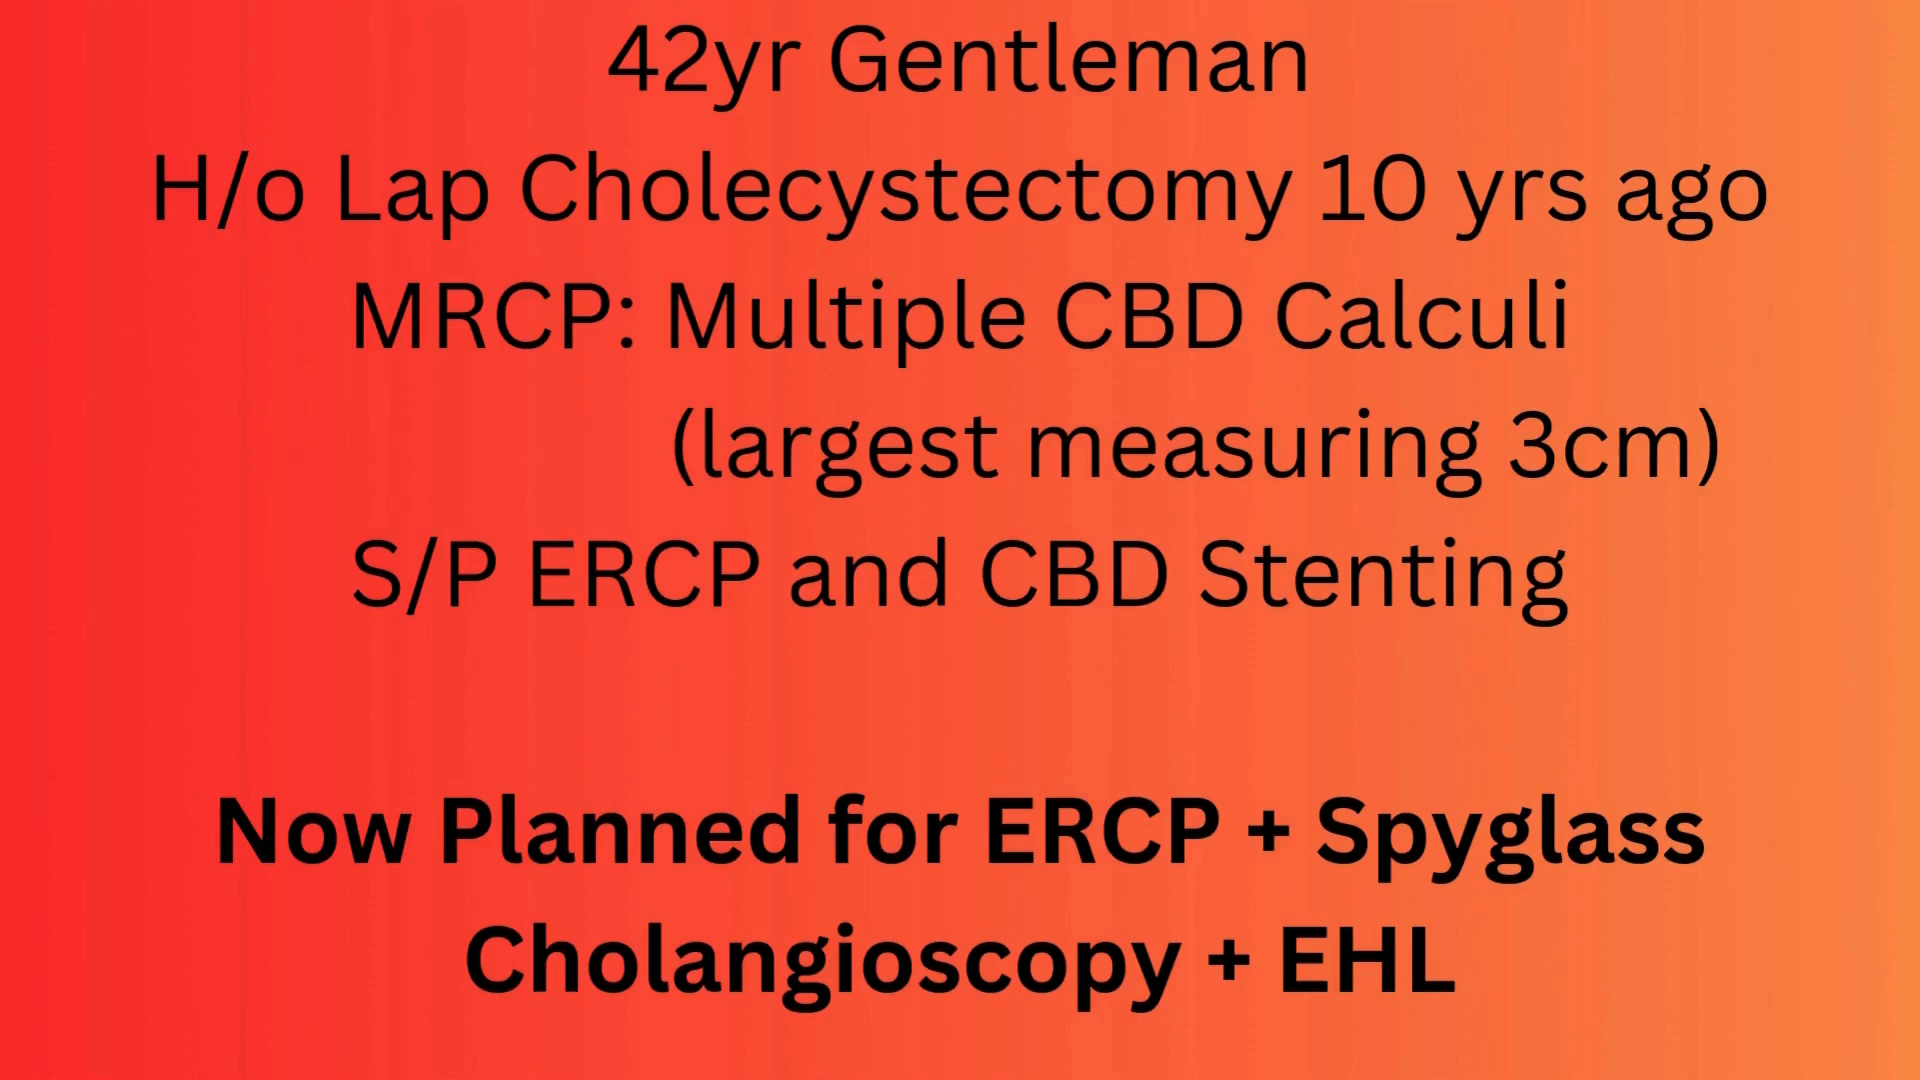 42yr Gentleman
H/o Lap Cholecystectomy 10 yrs ago
MRCP: Multiple CBD Calculi
(largest measuring 3cm)
S/P ERCP and CBD Stenting
Now Planned for ERCP + Spyglass
Cholangioscopy + EHL